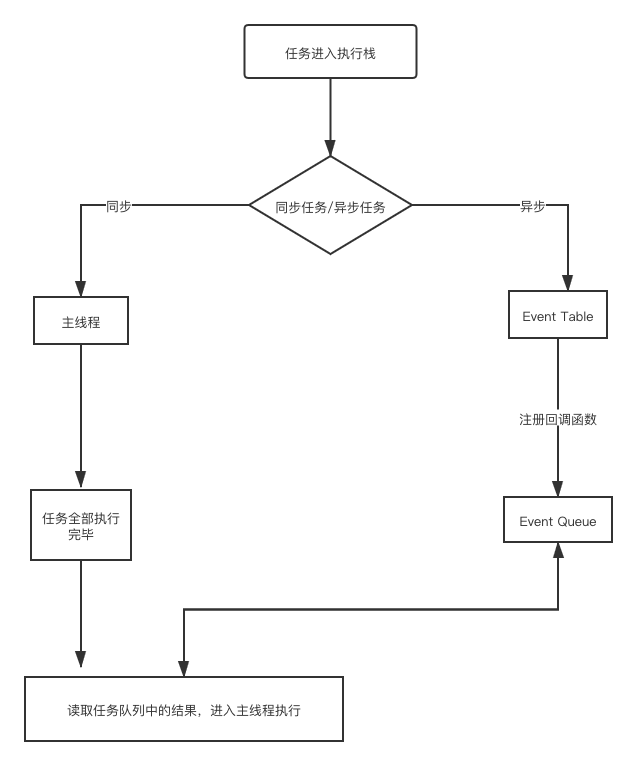 任务进入执行栈
同步任务/异步任务
同步
异步
主线程
Event Table
注册回调函数
任务全部执行
完毕
Event Queue
读取任务队列中的结果，进入主线程执行